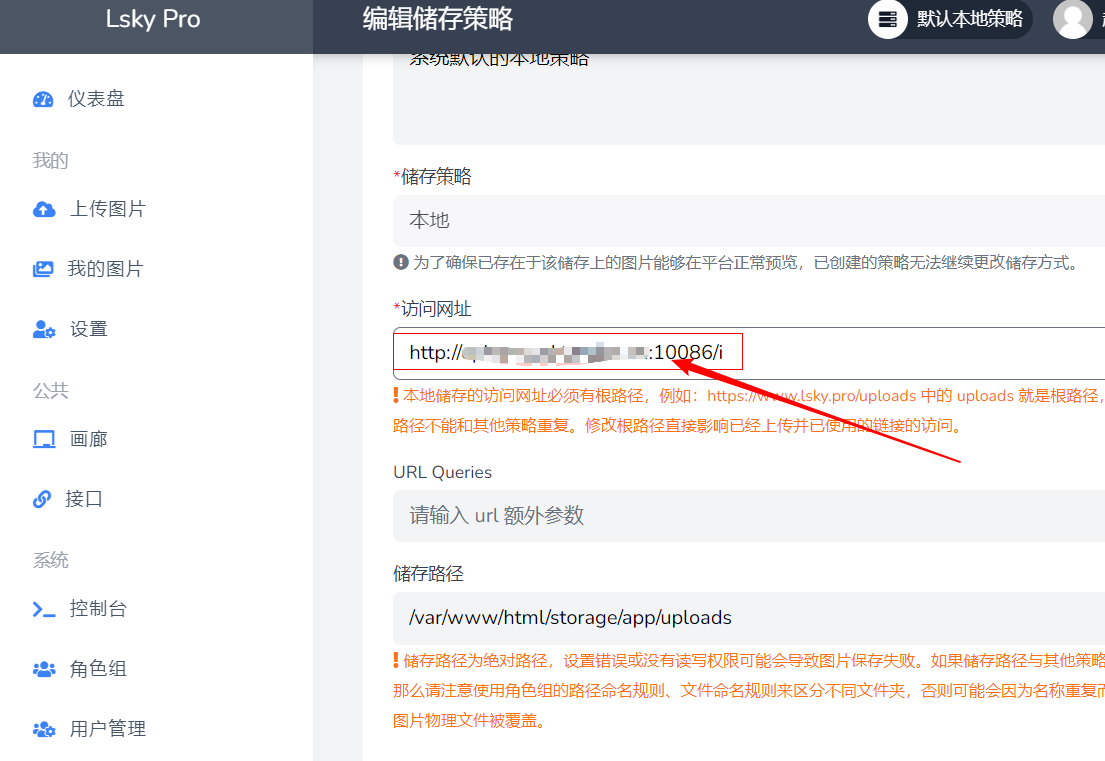 Lsky Pro
编辑储存策略
默认本地策略
仪表盘
我的
上传图片
我的图片
设置
公共
画廊
接口
系统
控制台
角色组
用户管理
系统默认的本地策略
*储存策略
本地
为了确保已存在于该储存上的图片能够在平台正常预览，已创建的策略无法继续更改储存方式。
*访问网址
http://
:10086/i
本地储存的访问网址必须有根路径，例如：https://www.lsky.pro/uploads 中的 uploads 就是根路径，
路径不能和其他策略重复。修改根路径直接影响已经上传并已使用的链接的访问。
URL Queries
请输入 url 额外参数
储存路径
/var/www/html/storage/app/uploads
储存路径为绝对路径，设置错误或没有读写权限可能会导致图片保存失败。如果储存路径与其他策略
那么请注意使用角色组的路径命名规则、文件命名规则来区分不同文件夹，否则可能会因为名称重复而
图片物理文件被覆盖。